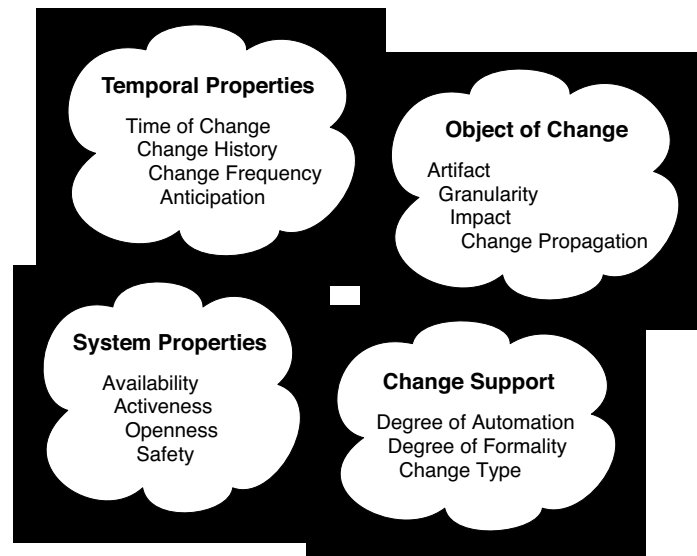 Temporal Properties
Time of Change
Change History
Change Frequency
Anticipation
Object of Change
Artifact
Granularity
Impact
Change Propagation
System Properties
Availability
Activeness
Openness
Safety
Change Support
Degree of Automation
Degree of Formality
Change Type